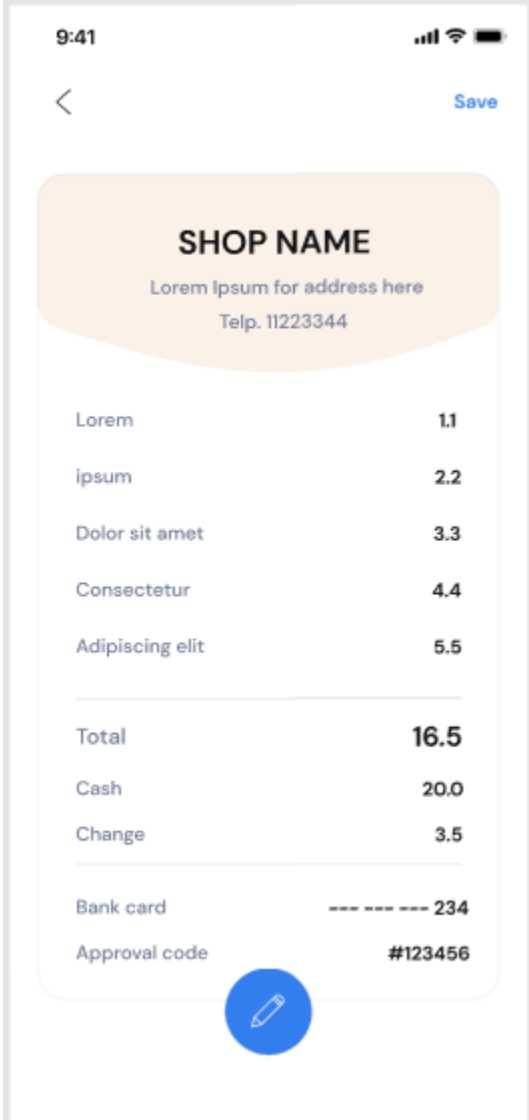 9:41
Save
SHOP NAME
Lorem Ipsum for address here
Telp. 11223344
Lorem 1.1
ipsum 2.2
Dolor sit amet 3.3
Consectetur 4.4
Adipiscing elit 5.5
Total 16.5
Cash 20.0
Change 3.5
Bank card --- --- --- 234
Approval code #123456